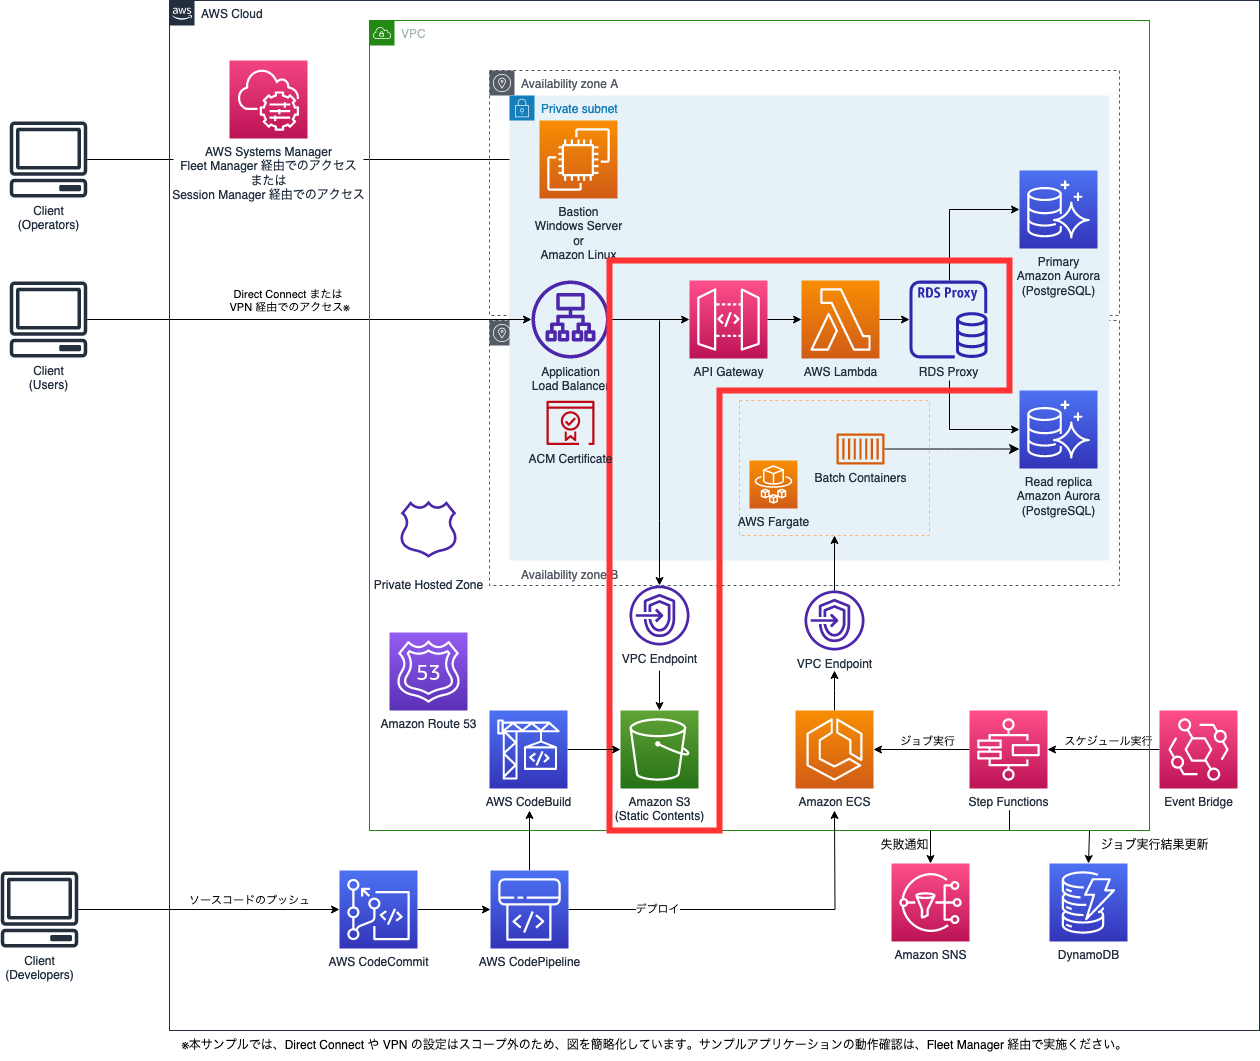 aws
AWS Cloud
VPC
Availability zone A
Private subnet
AWS Systems Manager
Fleet Manager 経由でのアクセス
または
Session Manager 経由でのアクセス
Client
(Operators)
Bastion
Windows Server
or
Amazon Linux
Primary
Amazon Aurora
(PostgreSQL)
Direct Connect または
VPN 経由でのアクセス※
RDS Proxy
Client
(Users)
Application
Load Balancer
API Gateway
AWS Lambda
RDS Proxy
ACM Certificate
Batch Containers
Read replica
Amazon Aurora
(PostgreSQL)
AWS Fargate
Availability zone B
Private Hosted Zone
VPC Endpoint
VPC Endpoint
53
Amazon Route 53
ジョブ実行
スケジュール実行
AWS CodeBuild
Amazon S3
(Static Contents)
Amazon ECS
Step Functions
Event Bridge
失敗通知
ジョブ実行結果更新
ソースコードのプッシュ
デプロイ
Client
(Developers)
AWS CodeCommit
AWS CodePipeline
Amazon SNS
DynamoDB
※本サンプルでは、Direct Connect や VPN の設定はスコープ外のため、図を簡略化しています。サンプルアプリケーションの動作確認は、Fleet Manager 経由で実施ください。